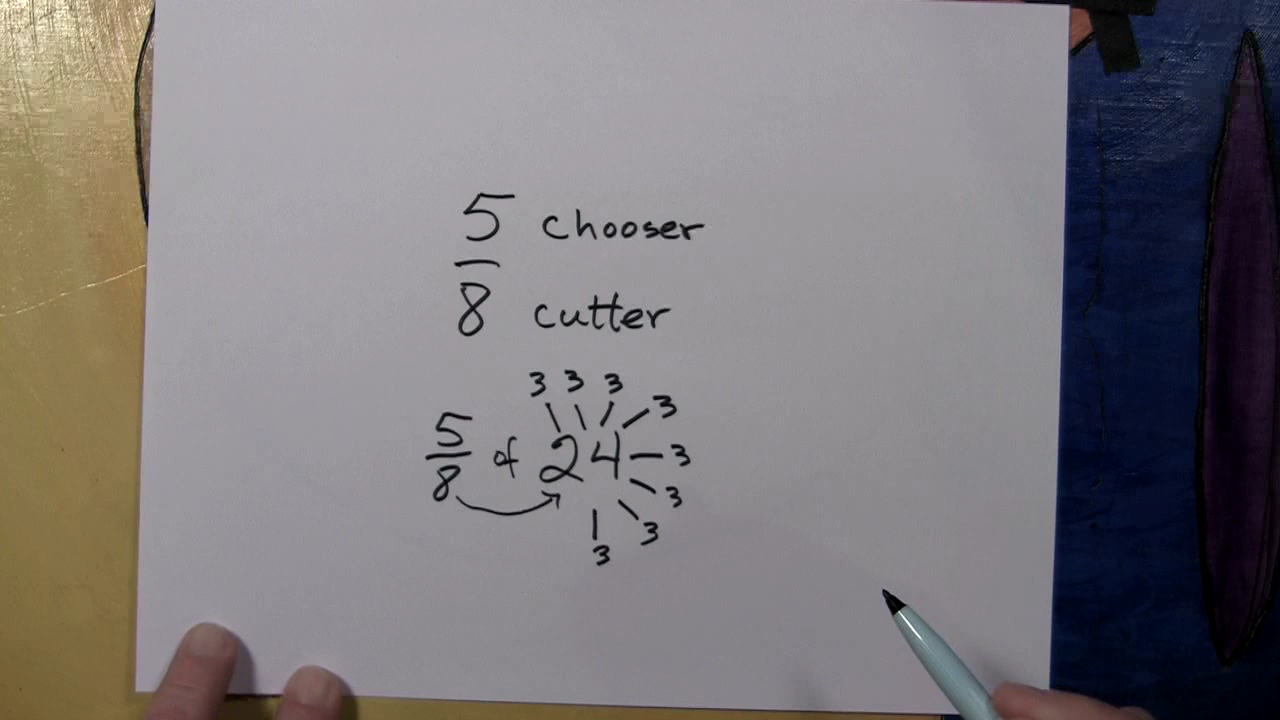 5 chooser
8 cutter
3 3 3
3
5/8 of 24 3
3
3
3